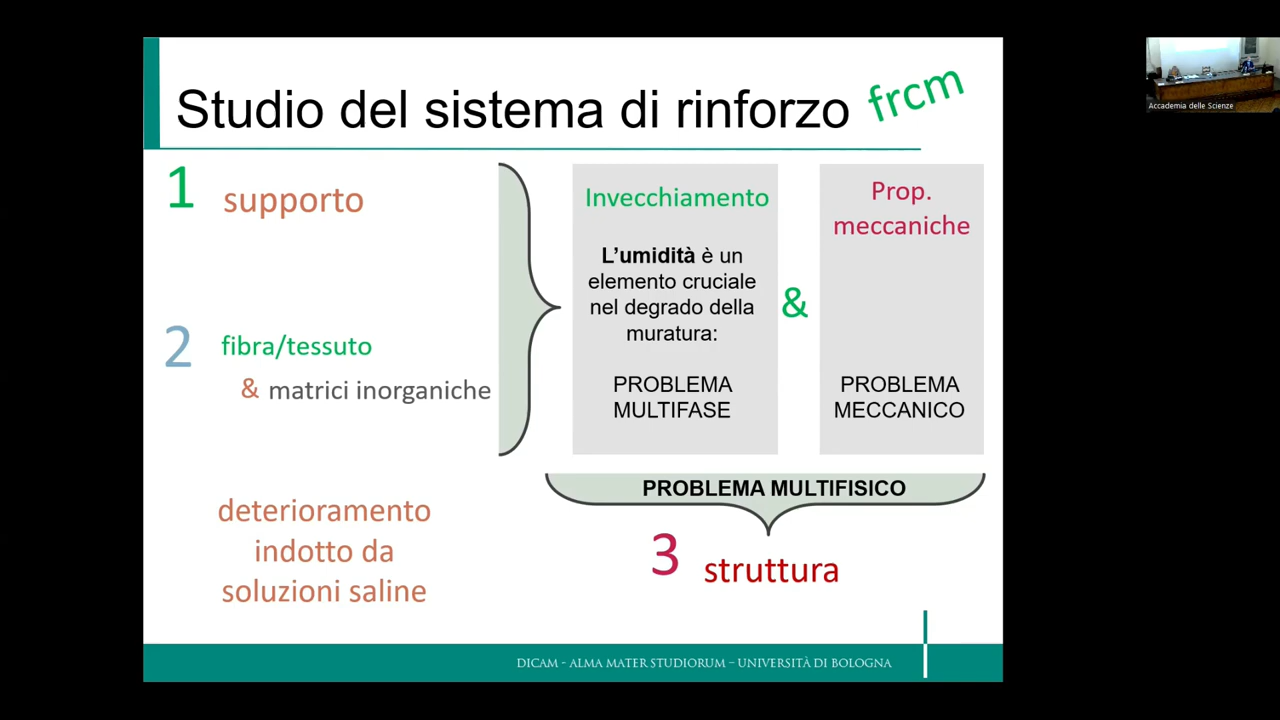 Studio del sistema di rinforzo frcm
1 supporto
2 fibra/tessuto
& matrici inorganiche
deterioramento
indotto da
soluzioni saline
Invecchiamento
L'umidità è un
elemento cruciale
nel degrado della
muratura:
PROBLEMA
MULTIFASE
&
Prop.
meccaniche
PROBLEMA
MECCANICO
PROBLEMA MULTIFISICO
3 struttura
DICAM - ALMA MATER STUDIORUM – UNIVERSITÀ DI BOLOGNA
Accademia delle Scienze